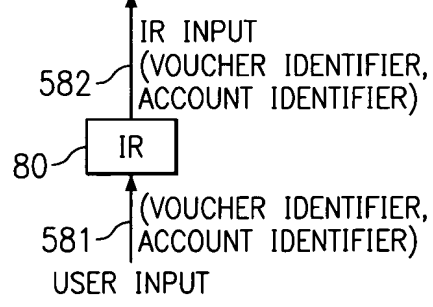 IR INPUT
582 (VOUCHER IDENTIFIER,
ACCOUNT IDENTIFIER)
80 IR
(VOUCHER IDENTIFIER,
581 ACCOUNT IDENTIFIER)
USER INPUT